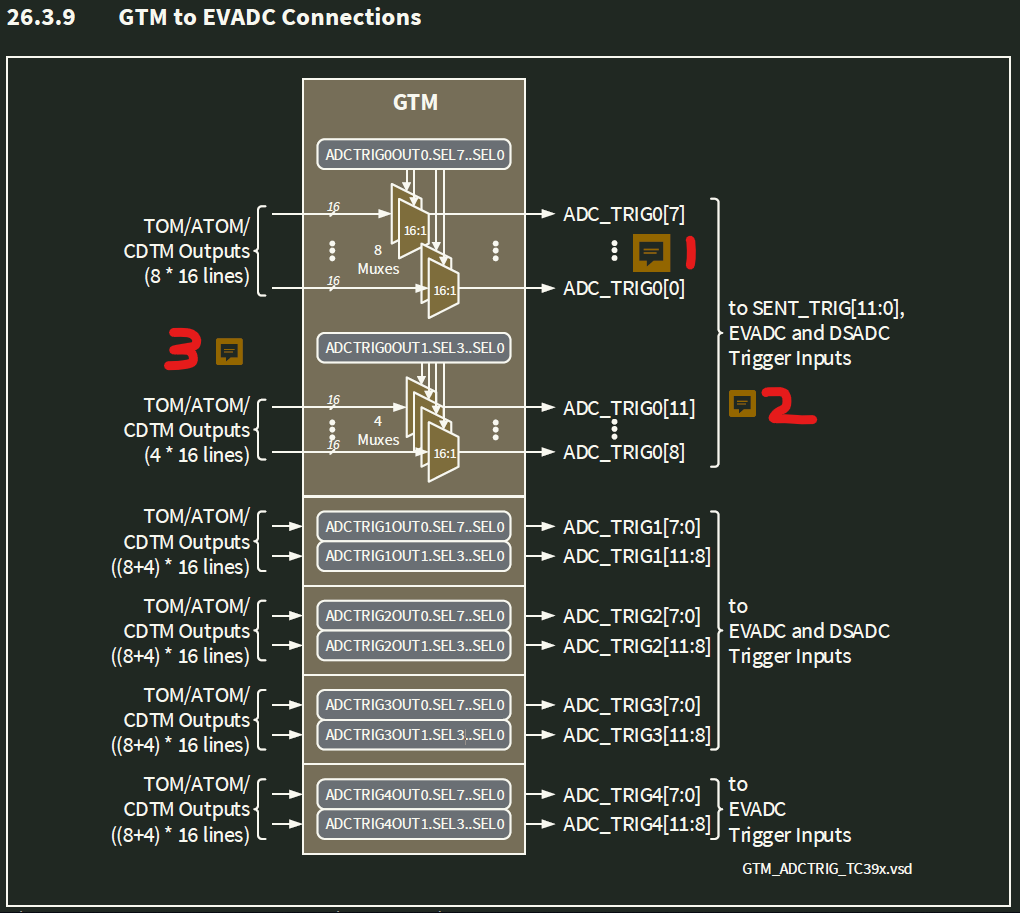 26.3.9 GTM to EVADC Connections
GTM
ADCTRIG0OUT0.SEL7..SEL0
TOM/ATOM/
CDTM Outputs
(8 * 16 lines)
16
16
8
Muxes
16:1
16:1
ADC_TRIG0[7]
1
ADC_TRIG0[0]
to SENT_TRIG[11:0],
EVADC and DSADC
Trigger Inputs
3
ADCTRIG0OUT1.SEL3..SEL0
TOM/ATOM/
CDTM Outputs
(4 * 16 lines)
16
16
4
Muxes
16:1
ADC_TRIG0[11]
2
ADC_TRIG0[8]
TOM/ATOM/
CDTM Outputs
((8+4) * 16 lines)
ADCTRIG1OUT0.SEL7..SEL0
ADCTRIG1OUT1.SEL3..SEL0
ADC_TRIG1[7:0]
ADC_TRIG1[11:8]
TOM/ATOM/
CDTM Outputs
((8+4) * 16 lines)
ADCTRIG2OUT0.SEL7..SEL0
ADCTRIG2OUT1.SEL3..SEL0
ADC_TRIG2[7:0]
ADC_TRIG2[11:8]
to
EVADC and DSADC
Trigger Inputs
TOM/ATOM/
CDTM Outputs
((8+4) * 16 lines)
ADCTRIG3OUT0.SEL7..SEL0
ADCTRIG3OUT1.SEL3..SEL0
ADC_TRIG3[7:0]
ADC_TRIG3[11:8]
TOM/ATOM/
CDTM Outputs
((8+4) * 16 lines)
ADCTRIG4OUT0.SEL7..SEL0
ADCTRIG4OUT1.SEL3..SEL0
ADC_TRIG4[7:0]
ADC_TRIG4[11:8]
to
EVADC
Trigger Inputs
GTM_ADCTRIG_TC39x.vsd